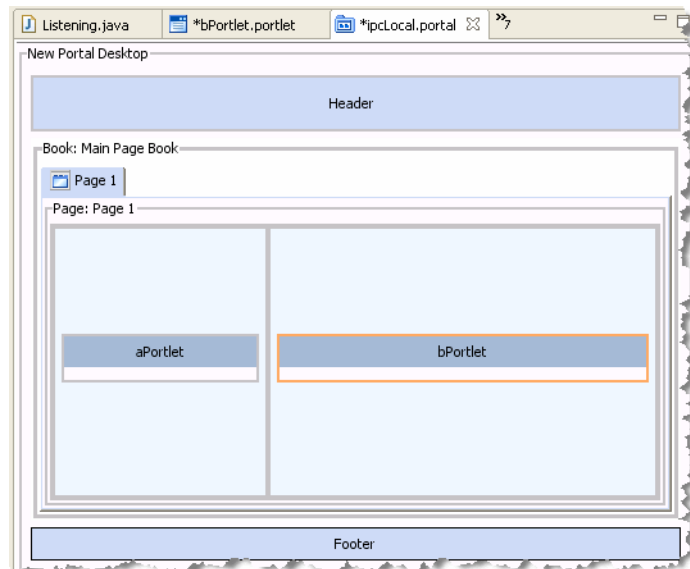 Listening.java *bPortlet.portlet *ipcLocal.portal »7
New Portal Desktop
Header
Book: Main Page Book
Page 1
Page: Page 1
aPortlet bPortlet
Footer